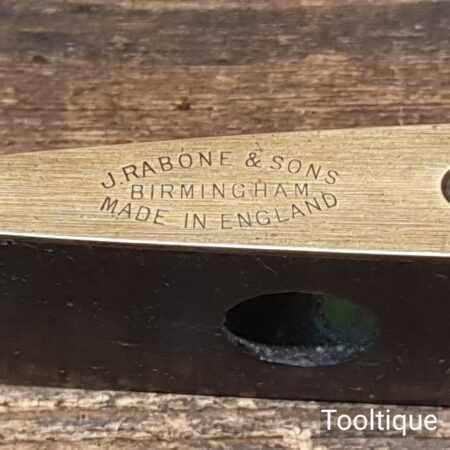 J. RABONE & SONS
BIRMINGHAM
MADE IN ENGLAND
Tooltique